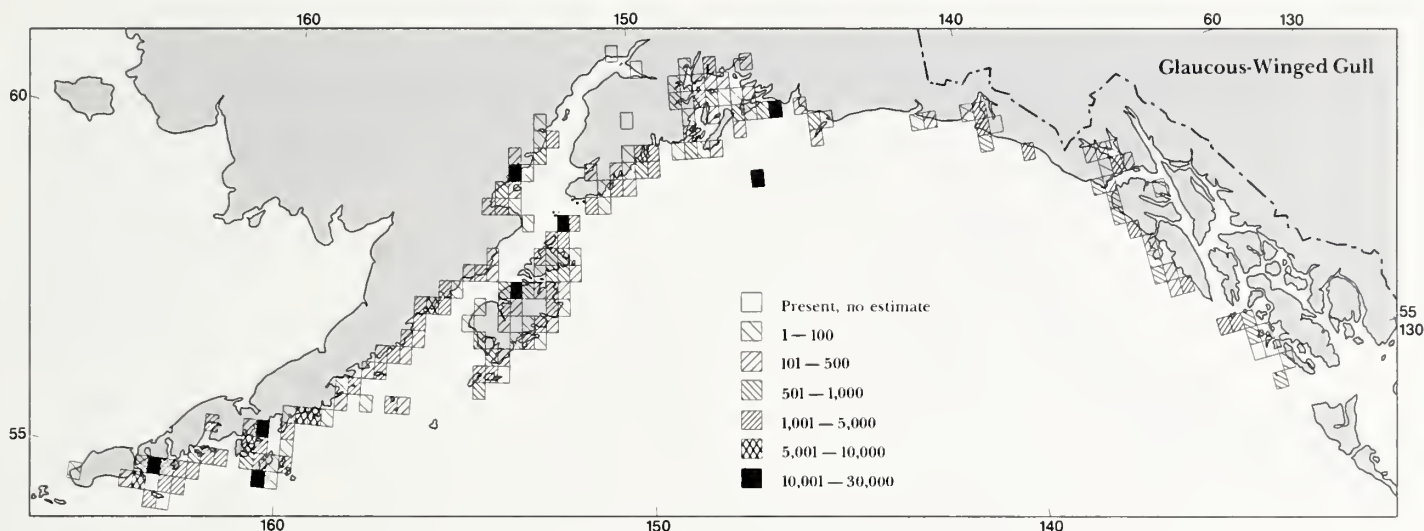 160 150 140 60 130
Glaucous-Winged Gull
60
Present, no estimate
1—100
101—500
501—1,000
1,001—5,000
5,001—10,000
10,001—30,000
55
130
55
160 150 140